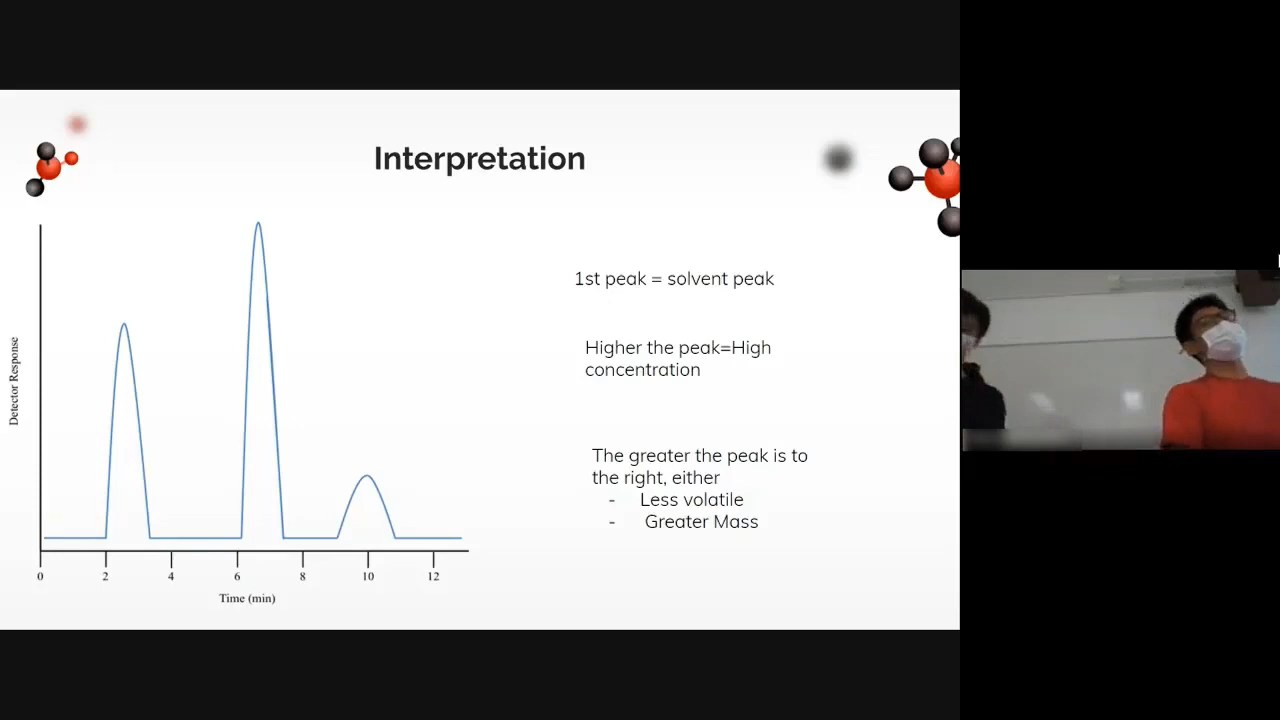 Interpretation
1st peak = solvent peak
Higher the peak=High
concentration
The greater the peak is to
the right, either
- Less volatile
- Greater Mass
Detector Response
0 2 4 6 8 10 12
Time (min)